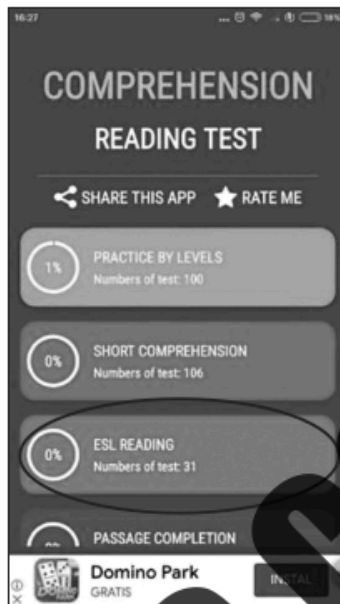 16:27
... 18%
COMPREHENSION
READING TEST
SHARE THIS APP RATE ME
1% PRACTICE BY LEVELS
Numbers of test: 100
0% SHORT COMPREHENSION
Numbers of test: 106
0% ESL READING
Numbers of test: 31
PASSAGE COMPLETION
Domino Park
GRATIS
INSTAL